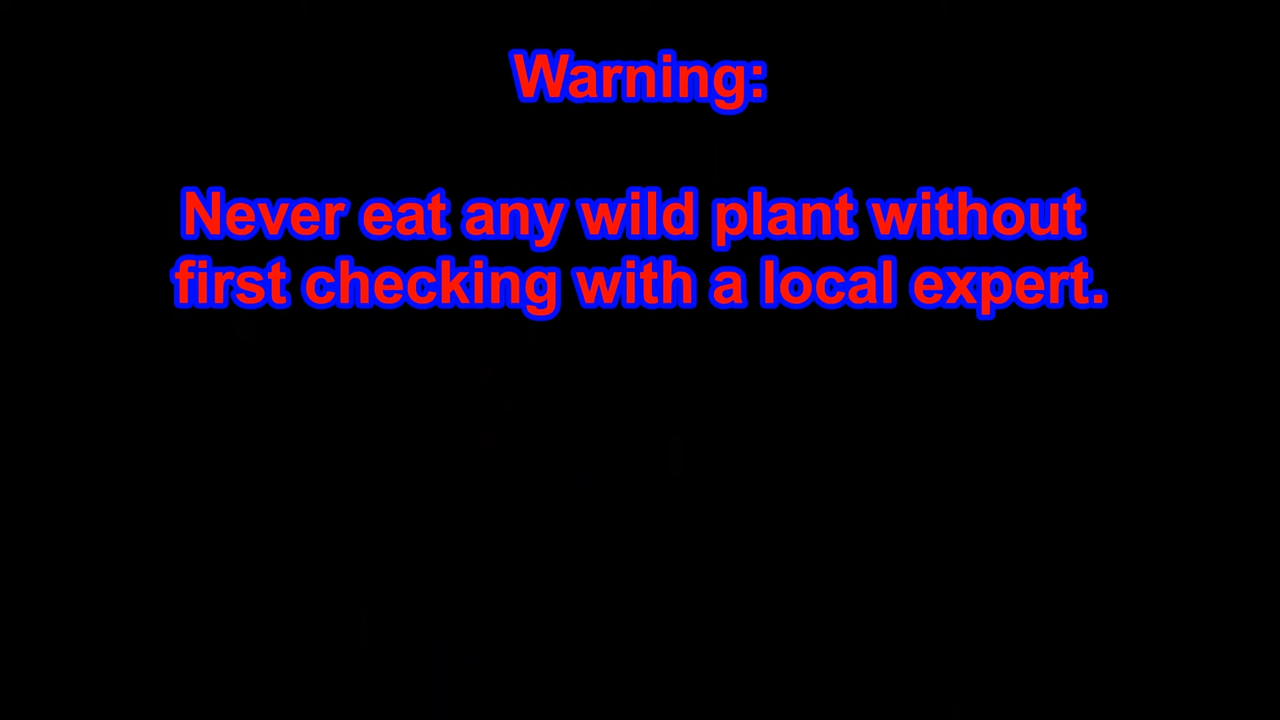 Warning:
Never eat any wild plant without
first checking with a local expert.